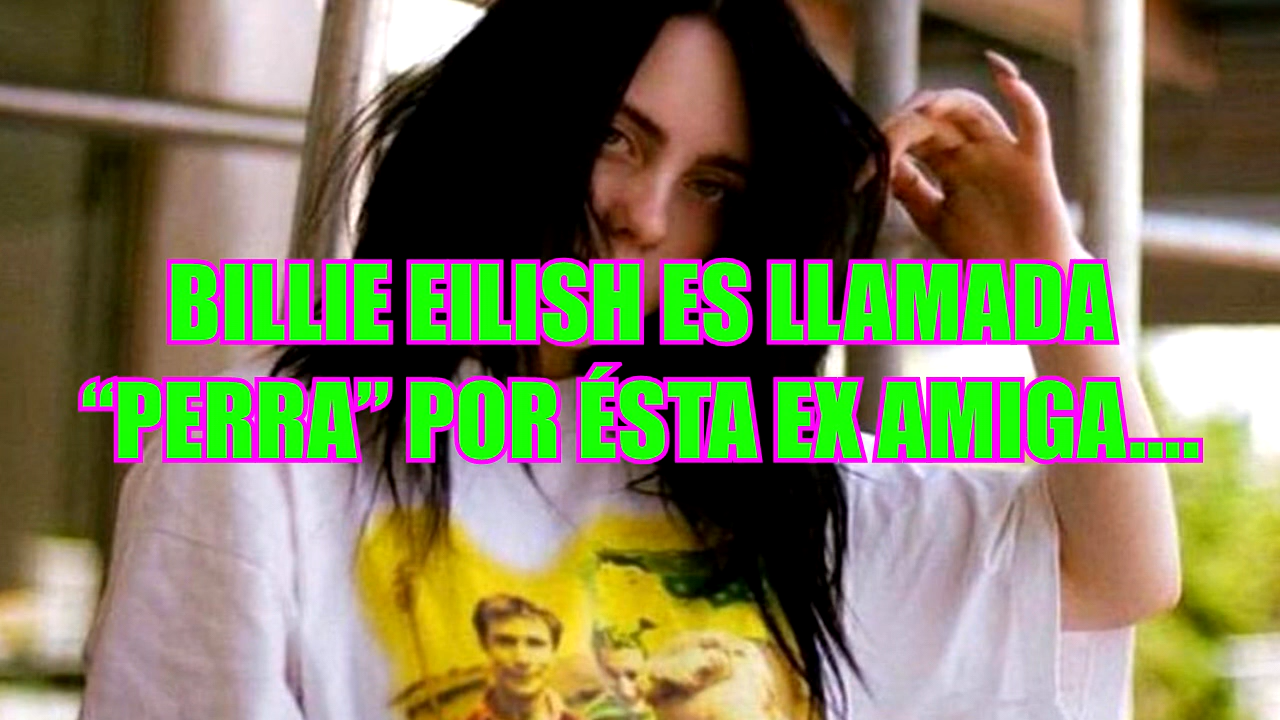 BILLIE EILISH ES LLAMADA
“PERRA” POR ÉSTA EX AMIGA....